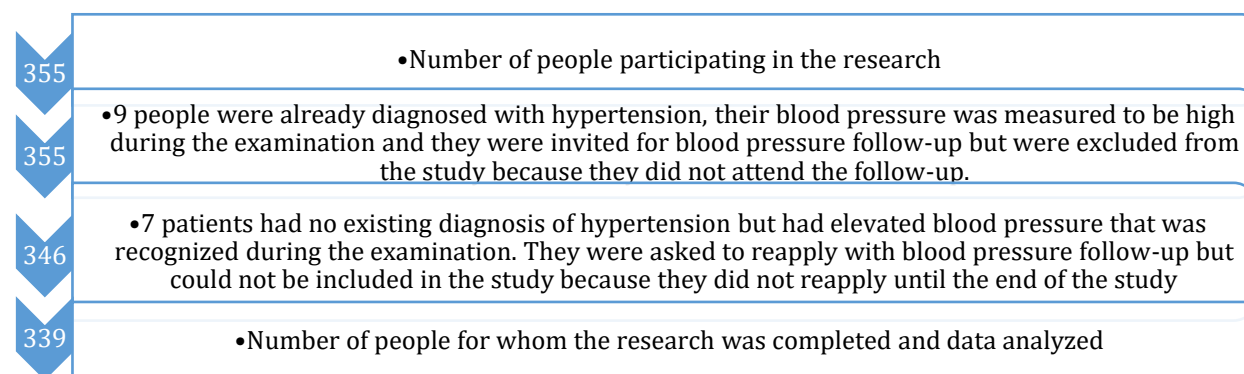 355
•Number of people participating in the research
355
•9 people were already diagnosed with hypertension, their blood pressure was measured to be high
during the examination and they were invited for blood pressure follow-up but were excluded from
the study because they did not attend the follow-up.
346
•7 patients had no existing diagnosis of hypertension but had elevated blood pressure that was
recognized during the examination. They were asked to reapply with blood pressure follow-up but
could not be included in the study because they did not reapply until the end of the study
339
•Number of people for whom the research was completed and data analyzed